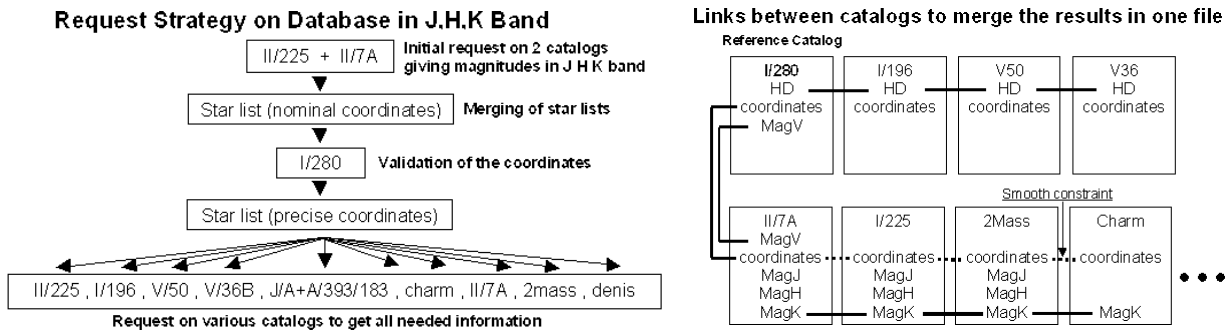 Request Strategy on Database in J,H,K Band
II/225 + II/7A
Initial request on 2 catalogs
giving magnitudes in J H K band
Star list (nominal coordinates)
Merging of star lists
I/280
Validation of the coordinates
Star list (precise coordinates)
II/225 , I/196 , V/50 , V/36B , J/A+A/393/183 , charm , II/7A , 2mass , denis
Request on various catalogs to get all needed information
Links between catalogs to merge the results in one file
Reference Catalog
I/280
HD
coordinates
MagV
I/196
HD
coordinates
V50
HD
coordinates
V36
HD
coordinates
Smooth constraint
II/7A
MagV
coordinates
MagJ
MagH
MagK
I/225
coordinates
MagJ
MagH
MagK
2Mass
coordinates
MagJ
MagH
MagK
Charm
coordinates
MagK